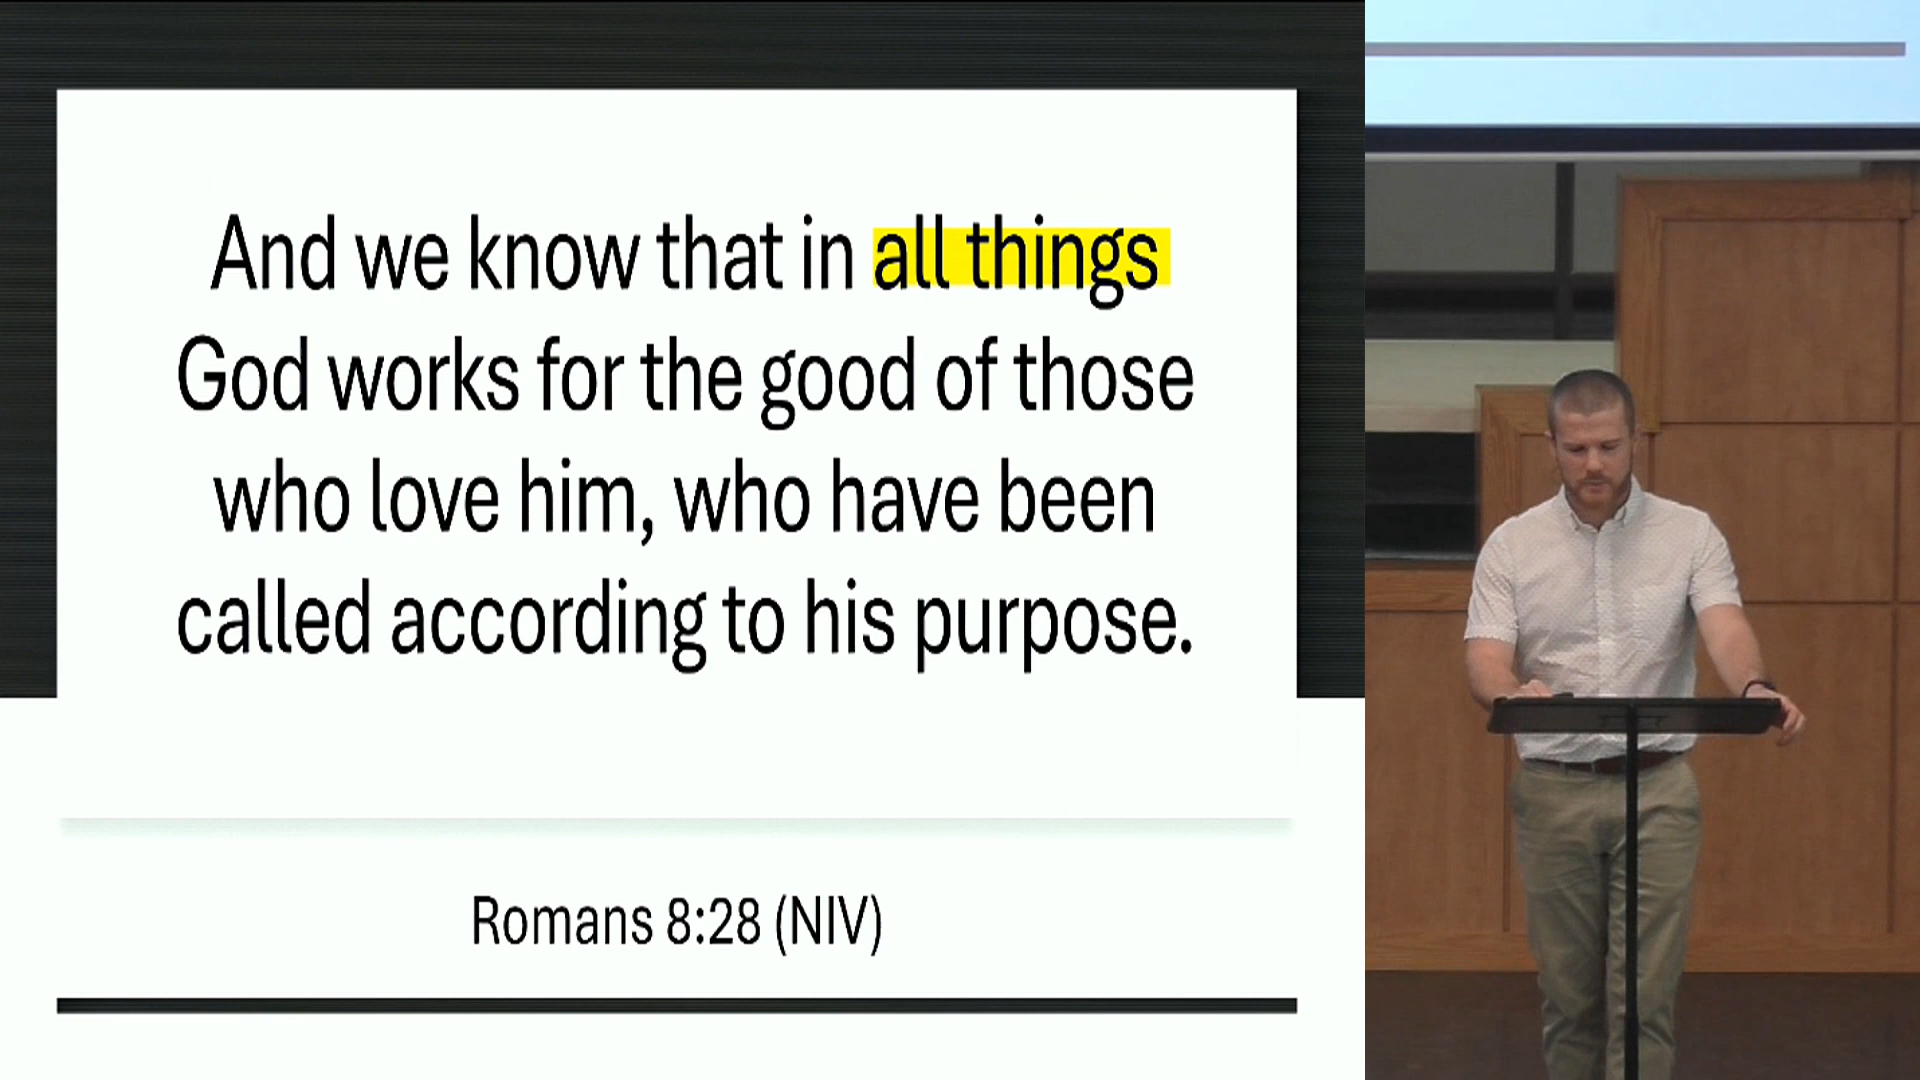 And we know that in all things
God works for the good of those
who love him, who have been
called according to his purpose.
Romans 8:28 (NIV)